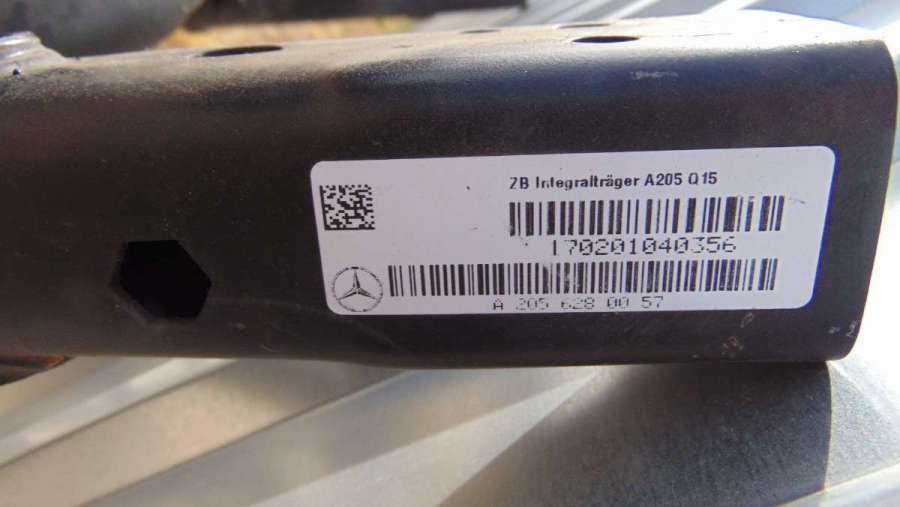 ZB Integralträger A205 Q15
170201040356
A 205 628 00 57